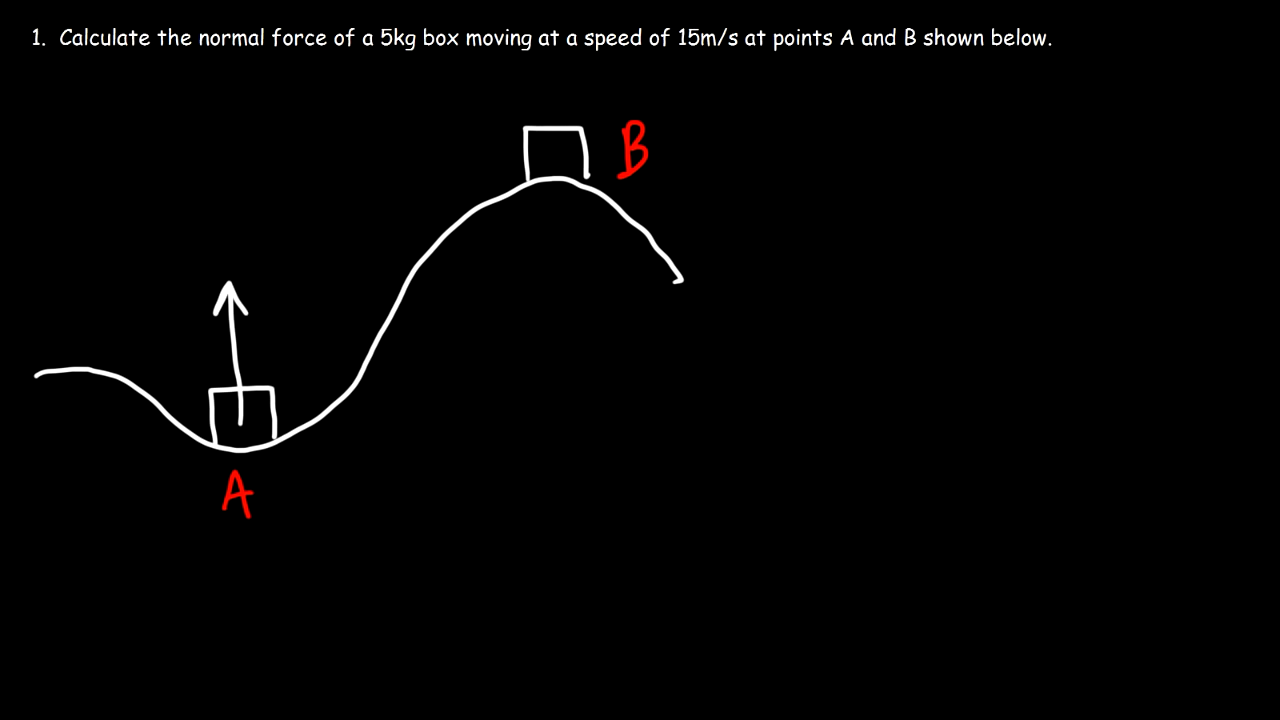 1. Calculate the normal force of a 5kg box moving at a speed of 15m/s at points A and B shown below.
B
A